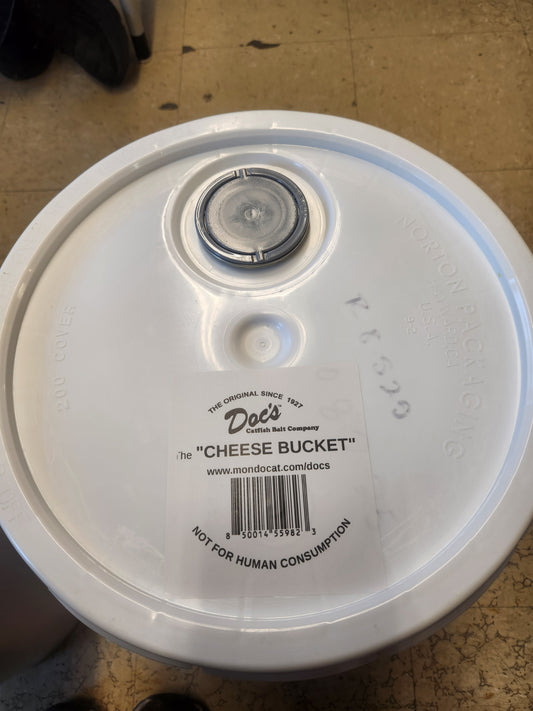 THE ORIGINAL SINCE 1927
Doc's™
Catfish Bait Company
The "CHEESE BUCKET"
www.mondocat.com/docs
8 50014 55982 3
NOT FOR HUMAN CONSUMPTION
200 COVER
NORTON PACKAGING
U.S.A.